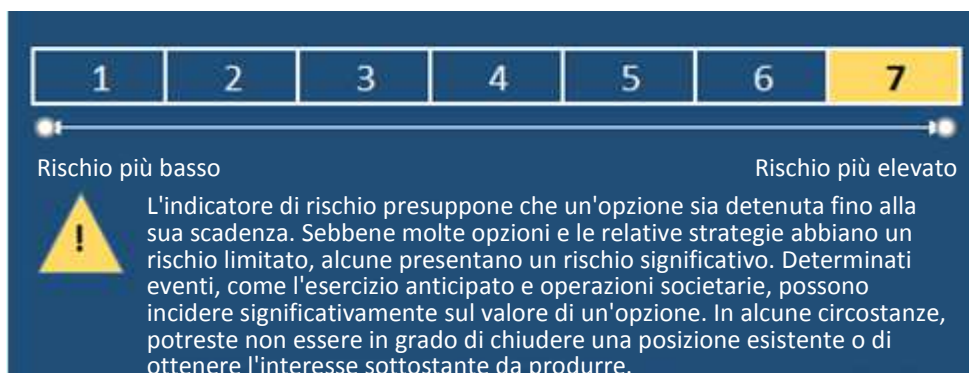 1 2 3 4 5 6 7
Rischio più basso Rischio più elevato
!
L'indicatore di rischio presuppone che un'opzione sia detenuta fino alla
sua scadenza. Sebbene molte opzioni e le relative strategie abbiano un
rischio limitato, alcune presentano un rischio significativo. Determinati
eventi, come l'esercizio anticipato e operazioni societarie, possono
incidere significativamente sul valore di un'opzione. In alcune circostanze,
potreste non essere in grado di chiudere una posizione esistente o di
ottenere l'interesse sottostante da produrre.